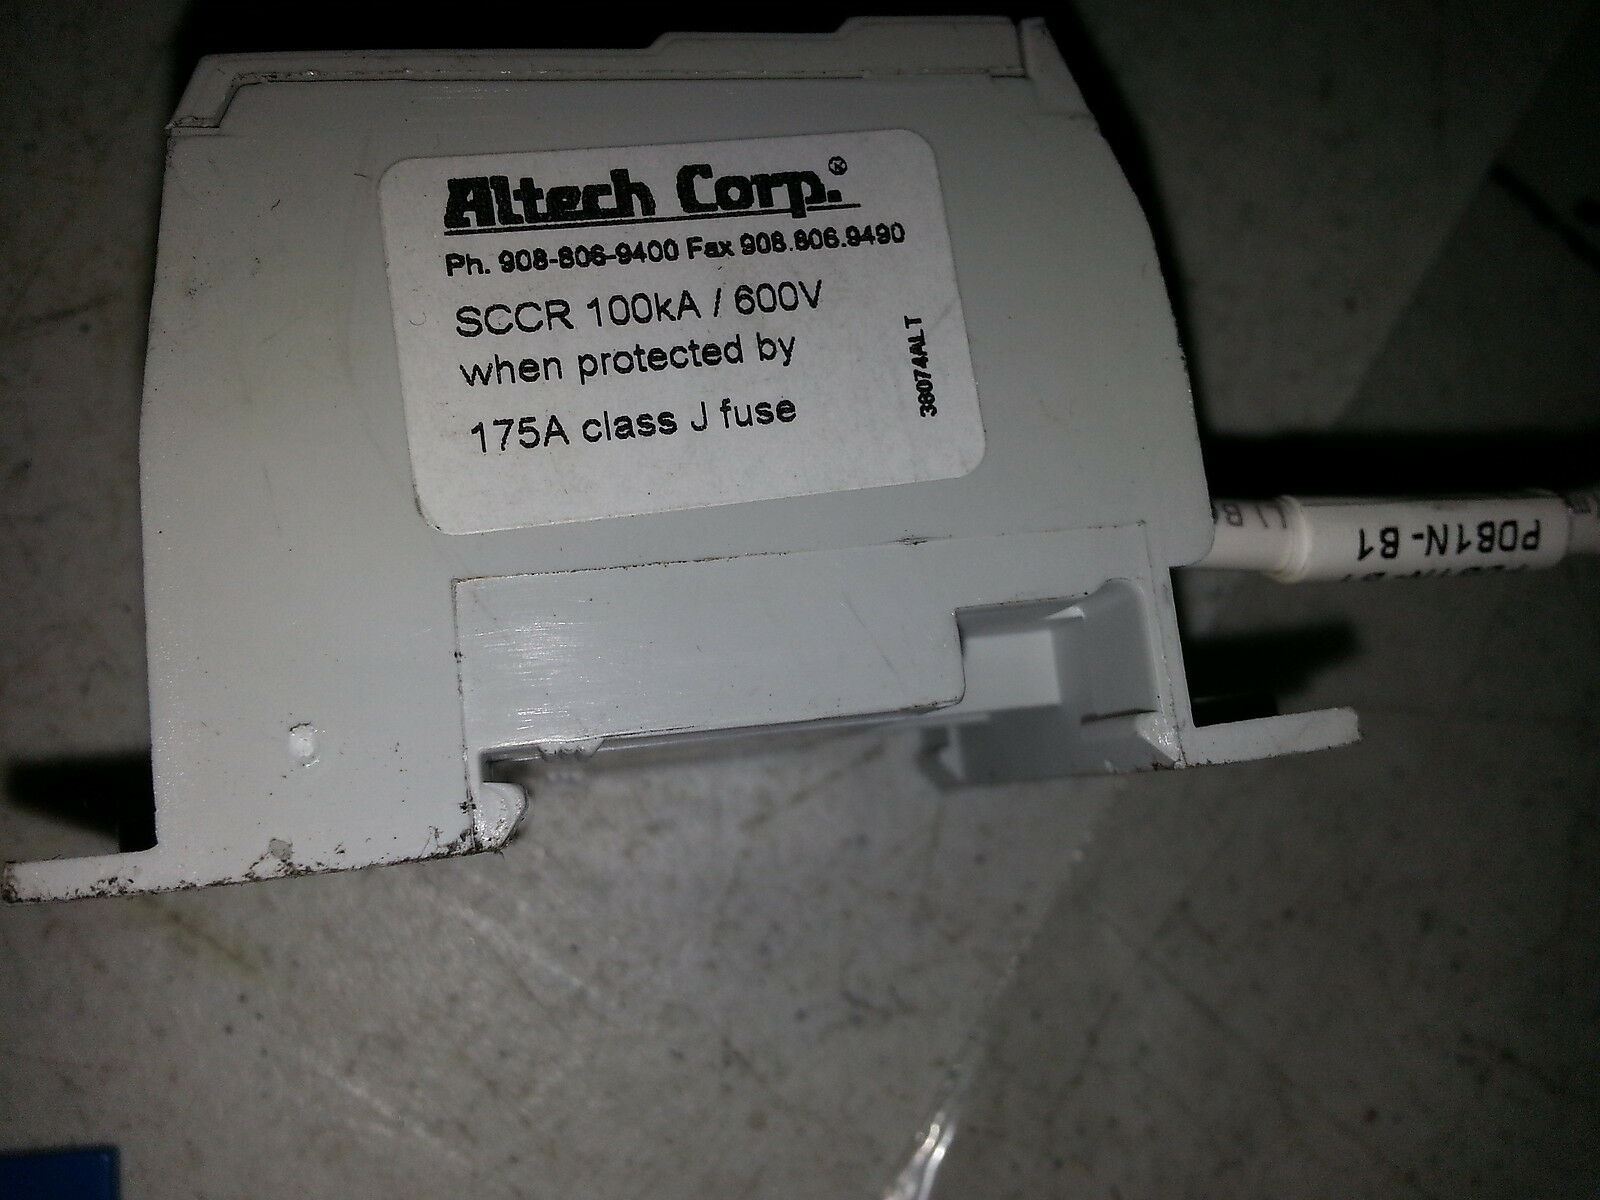 Altech Corp.®
Ph. 908-806-9400 Fax 908.806.9490
SCCR 100kA / 600V
when protected by
175A class J fuse
38074ALT
PDB1N-B1